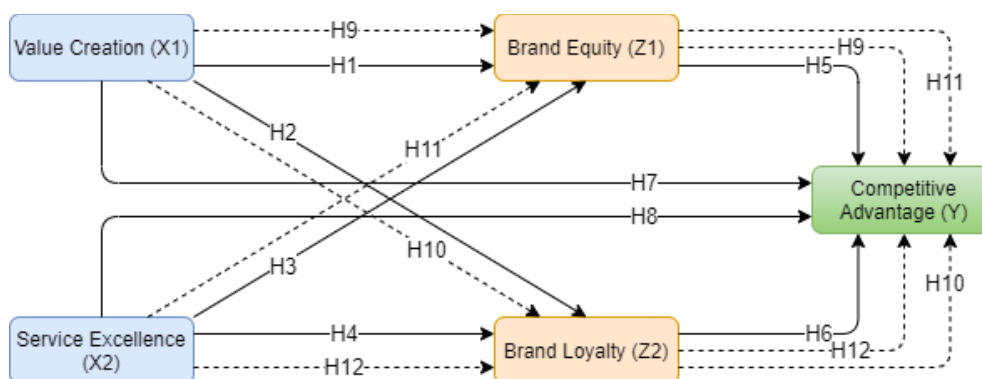 Value Creation (X1)
H9
Brand Equity (Z1)
H9
H1
H5
H11
H2
H11
H7
Competitive
Advantage (Y)
H8
H10
H3
H10
Service Excellence
(X2)
H4
Brand Loyalty (Z2)
H6
H12
H12